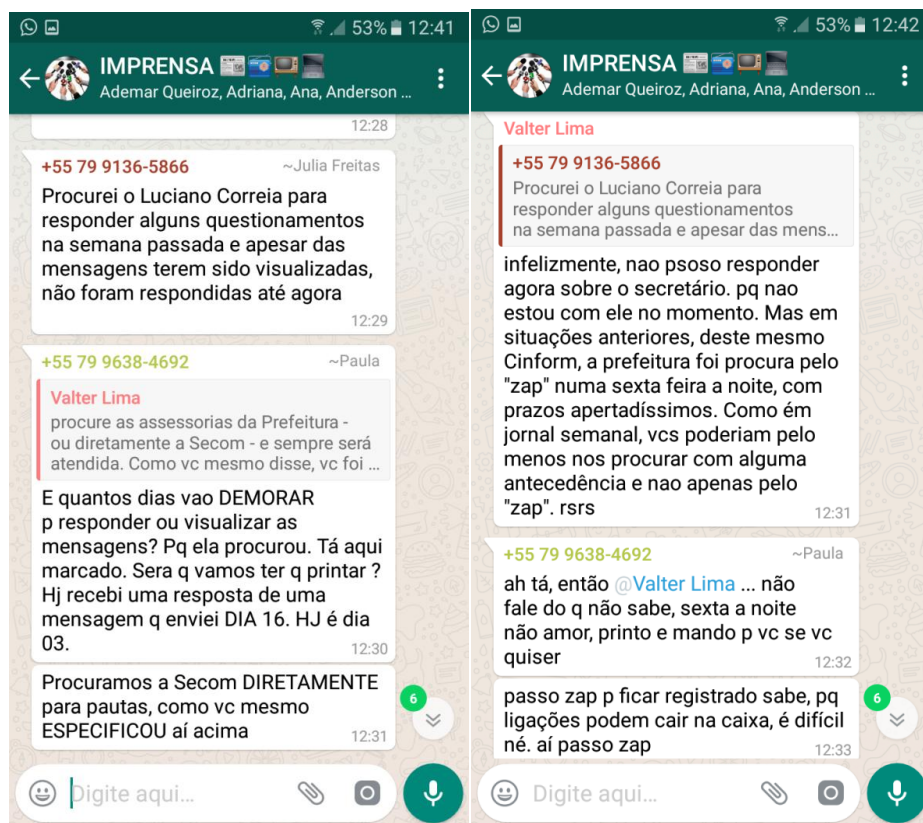 53% 12:41
IMPRENSA
Ademar Queiroz, Adriana, Ana, Anderson ...
12:28
+55 79 9136-5866 ~Julia Freitas
Procurei o Luciano Correia para
responder alguns questionamentos
na semana passada e apesar das
mensagens terem sido visualizadas,
não foram respondidas até agora
12:29
+55 79 9638-4692 ~Paula
Valter Lima
procure as assessorias da Prefeitura -
ou diretamente a Secom - e sempre será
atendida. Como vc mesmo disse, vc foi ...
E quantos dias vao DEMORAR
p responder ou visualizar as
mensagens? Pq ela procurou. Tá aqui
marcado. Sera q vamos ter q printar ?
Hj recebi uma resposta de uma
mensagem q enviei DIA 16. HJ é dia
03.
12:30
Procuramos a Secom DIRETAMENTE
para pautas, como vc mesmo
ESPECIFICOU aí acima
12:31
6
Digite aqui...
53% 12:42
IMPRENSA
Ademar Queiroz, Adriana, Ana, Anderson ...
Valter Lima
+55 79 9136-5866
Procurei o Luciano Correia para
responder alguns questionamentos
na semana passada e apesar das mens...
infelizmente, nao psoso responder
agora sobre o secretário. pq nao
estou com ele no momento. Mas em
situações anteriores, deste mesmo
Cinform, a prefeitura foi procura pelo
"zap" numa sexta feira a noite, com
prazos apertadíssimos. Como ém
jornal semanal, vcs poderiam pelo
menos nos procurar com alguma
antecedência e nao apenas pelo
"zap". rsrs
12:31
+55 79 9638-4692 ~Paula
ah tá, então @Valter Lima ... não
fale do q não sabe, sexta a noite
não amor, printo e mando p vc se vc
quiser
12:32
passo zap p ficar registrado sabe, pq
ligações podem cair na caixa, é difícil
né. aí passo zap
12:33
6
Digite aqui...